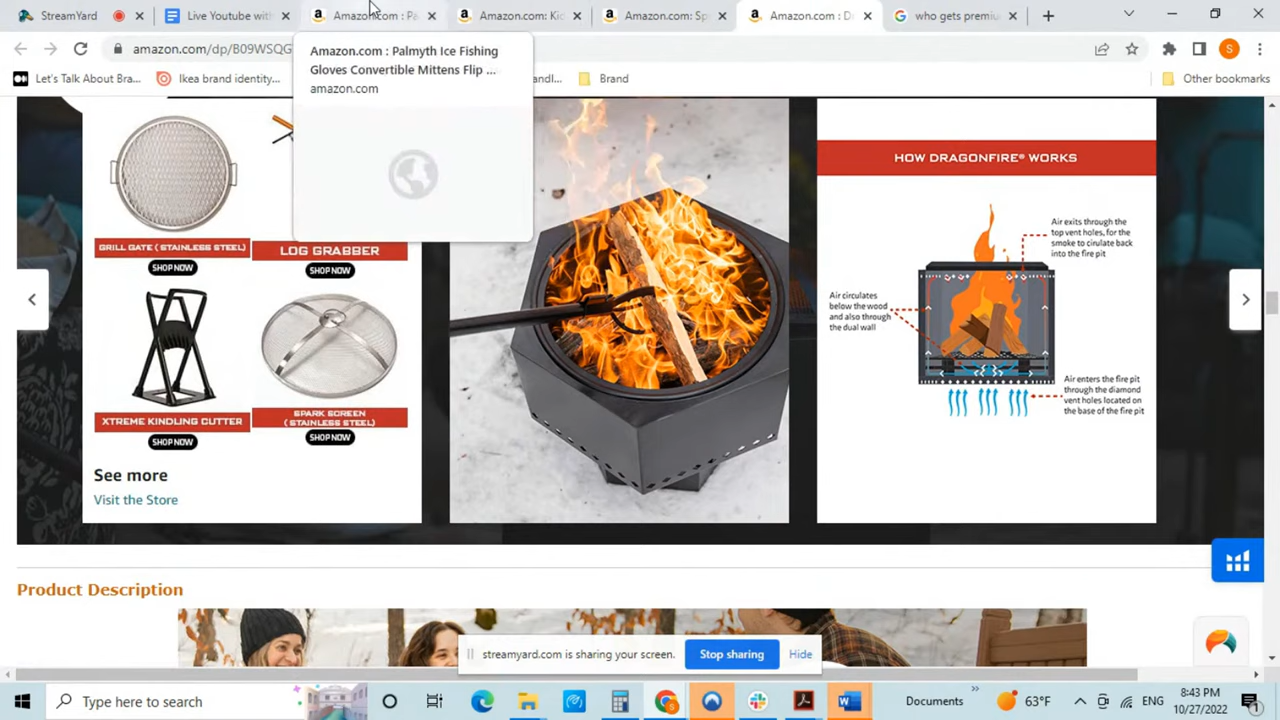 StreamYard
Live Youtube with
Amazon.com : Pa
Amazon.com: Kid
Amazon.com: Sp
Amazon.com : D
who gets premiu
amazon.com/dp/B09WSQG
S
Let's Talk About Bra...
Ikea brand identity...
andl...
Brand
Other bookmarks
Amazon.com : Palmyth Ice Fishing
Gloves Convertible Mittens Flip ...
amazon.com
GRILL GATE (STAINLESS STEEL)
SHOP NOW
LOG GRABBER
SHOP NOW
XTREME KINDLING CUTTER
SHOP NOW
SPARK SCREEN
(STAINLESS STEEL)
SHOP NOW
See more
Visit the Store
HOW DRAGONFIRE® WORKS
Air exits through the
top vent holes, for the
smoke to cirulate back
into the fire pit
Air circulates
below the wood
and also through
the dual wall
Air enters the fire pit
through the diamond
vent holes located on
the base of the fire pit
Product Description
streamyard.com is sharing your screen.
Stop sharing
Hide
Type here to search
Documents
63°F
ENG
8:43 PM
10/27/2022